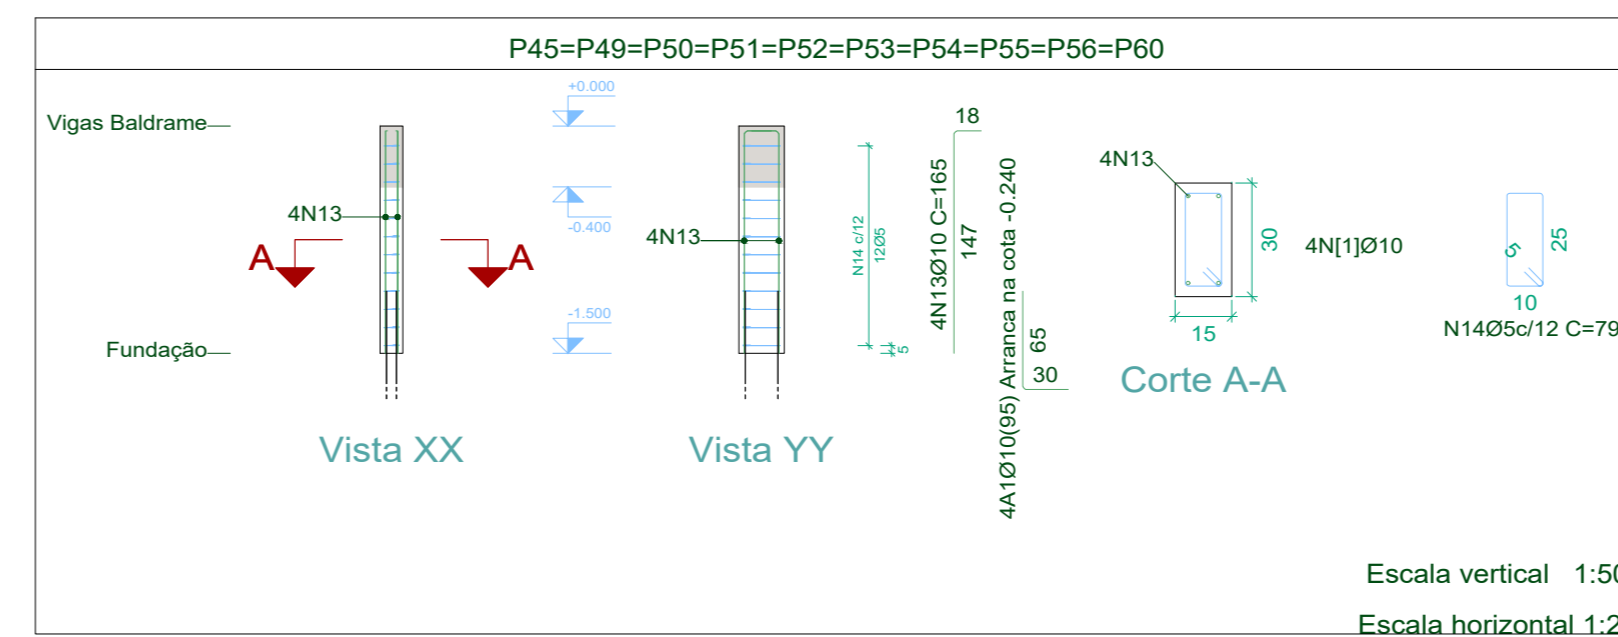 P45=P49=P50=P51=P52=P53=P54=P55=P56=P60
Vigas Baldrame
Fundação
4N13
A
A
Vista XX
+0.000
-0.400
-1.500
4N13
Vista YY
N14 c/12
12Ø5
5
4N13Ø10 C=165
147
18
4A1Ø10(95) Arranca na cota -0.240
65
30
4N13
30
15
4N[1]Ø10
Corte A-A
5
25
10
N14Ø5c/12 C=79
Escala vertical 1:50
Escala horizontal 1:2